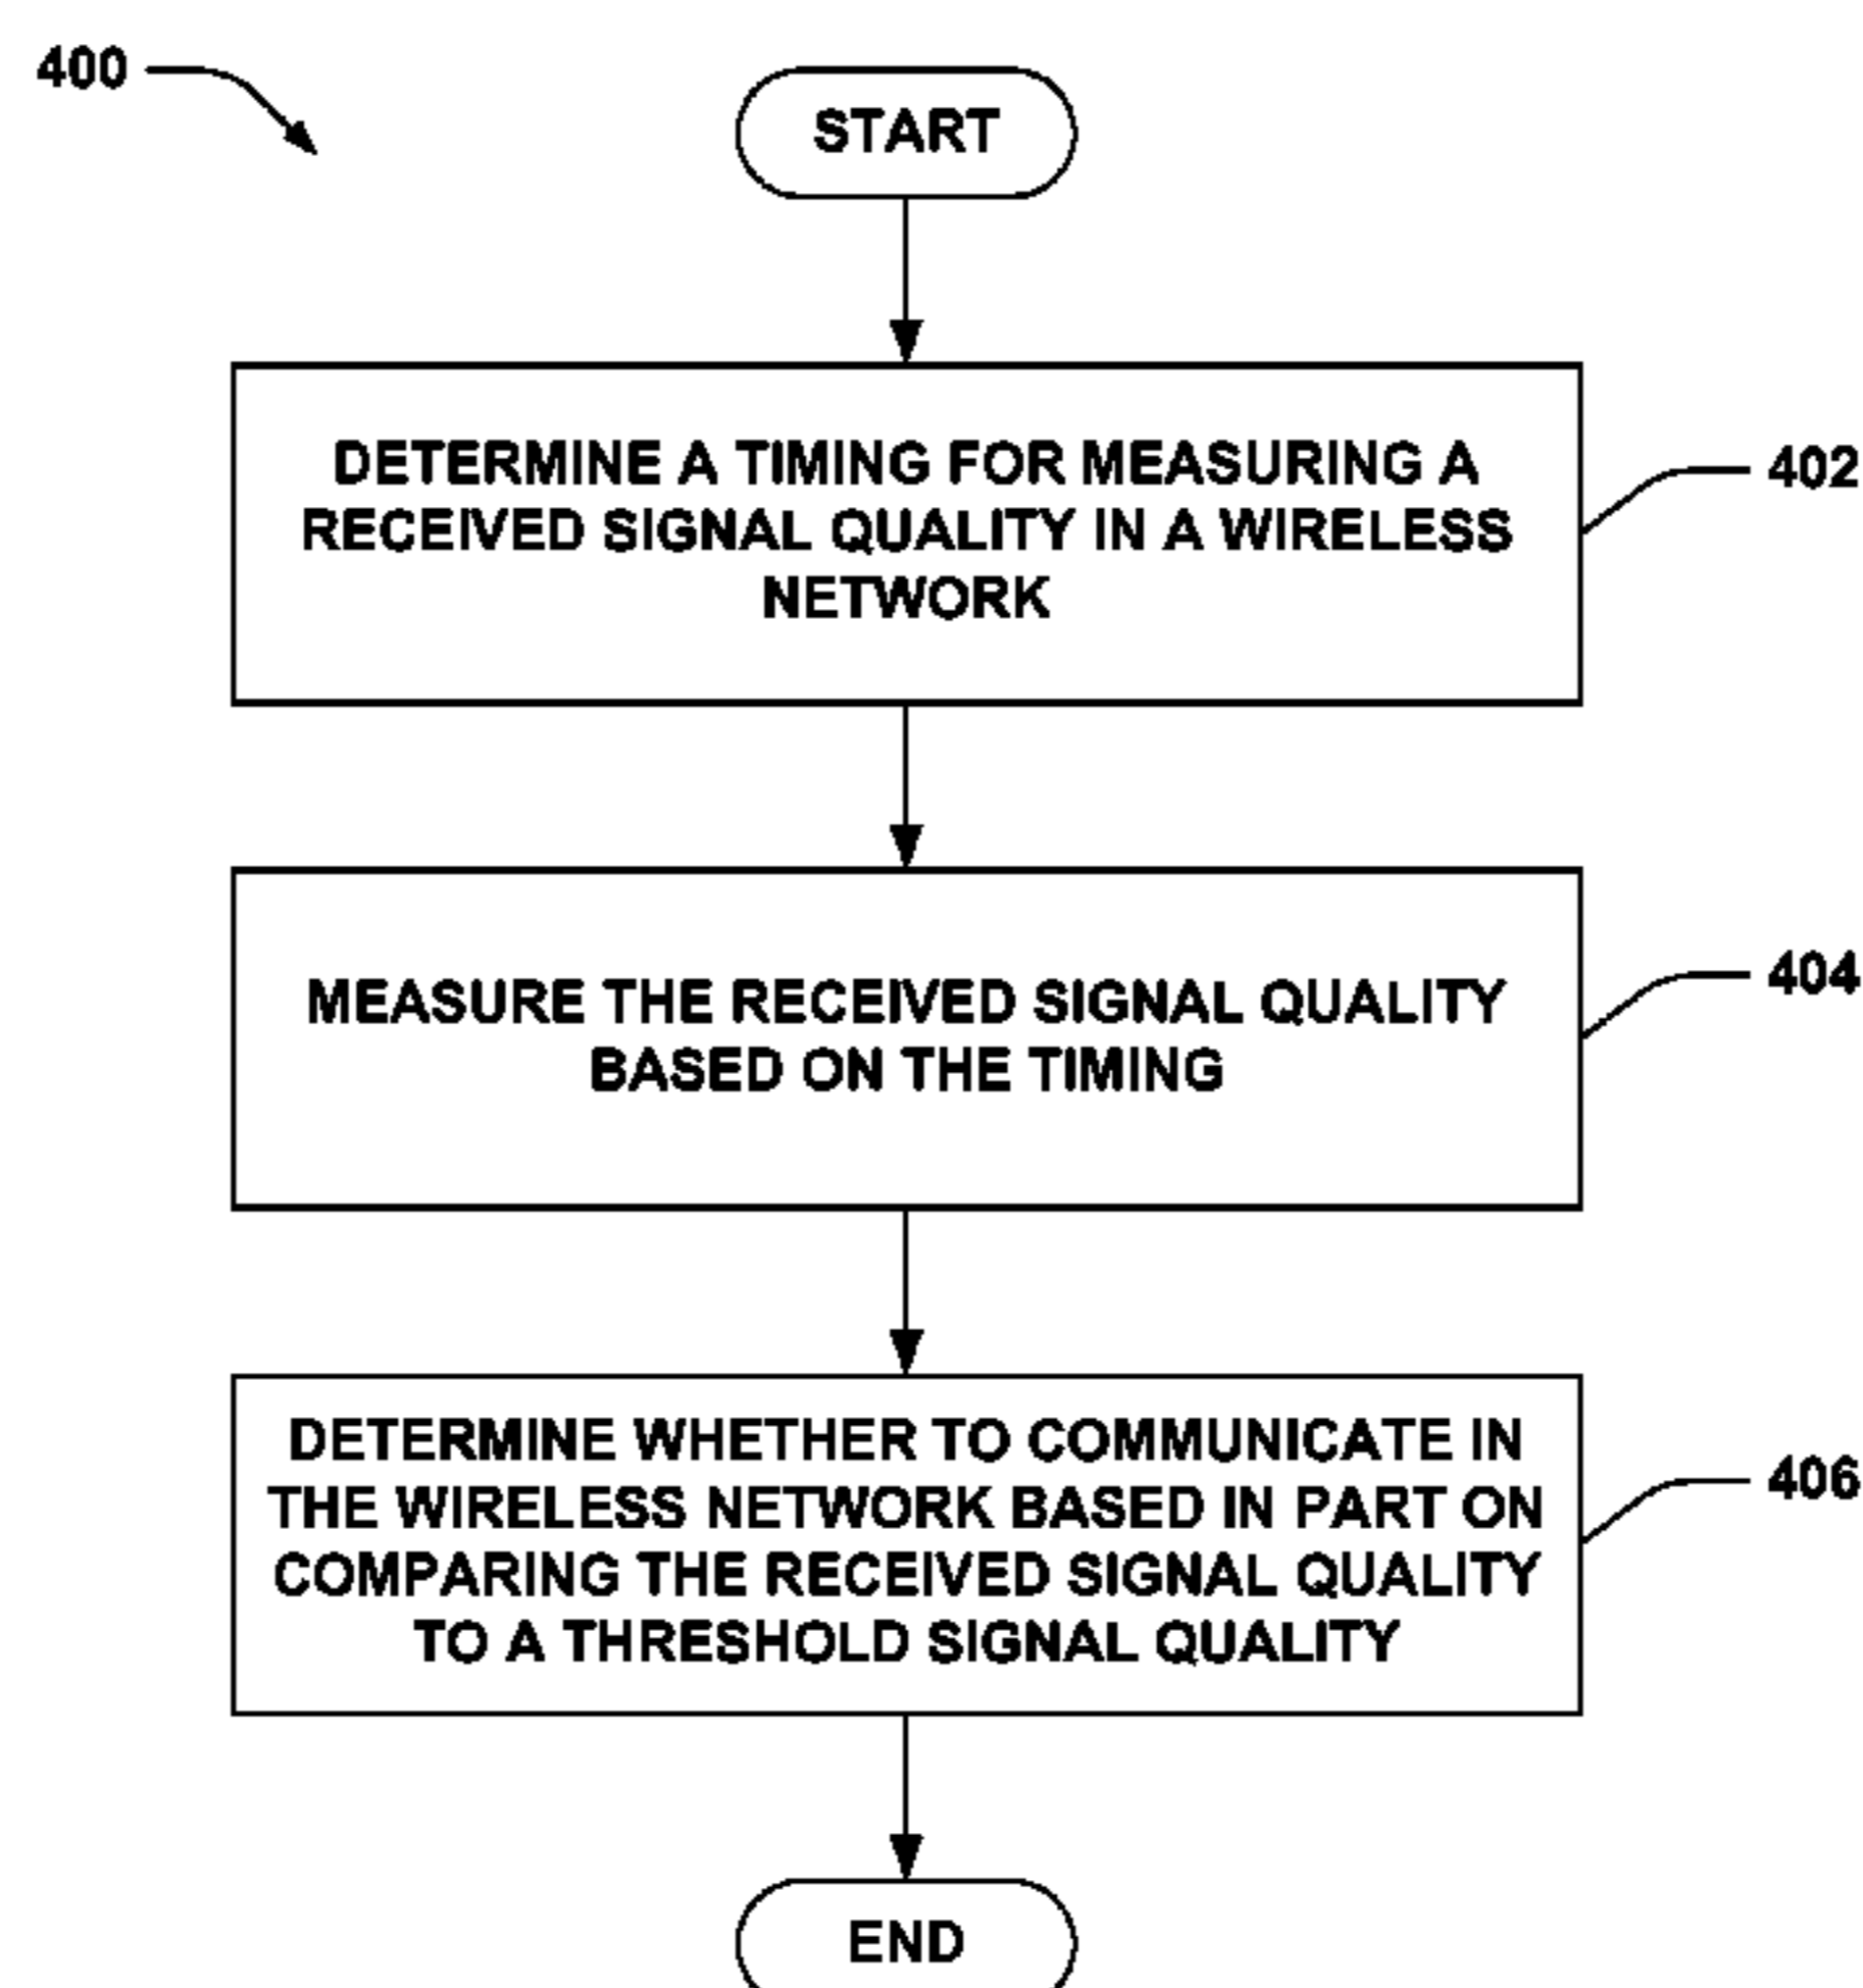 400
START
DETERMINE A TIMING FOR MEASURING A
RECEIVED SIGNAL QUALITY IN A WIRELESS
NETWORK
402
MEASURE THE RECEIVED SIGNAL QUALITY
BASED ON THE TIMING
404
DETERMINE WHETHER TO COMMUNICATE IN
THE WIRELESS NETWORK BASED IN PART ON
COMPARING THE RECEIVED SIGNAL QUALITY
TO A THRESHOLD SIGNAL QUALITY
406
END